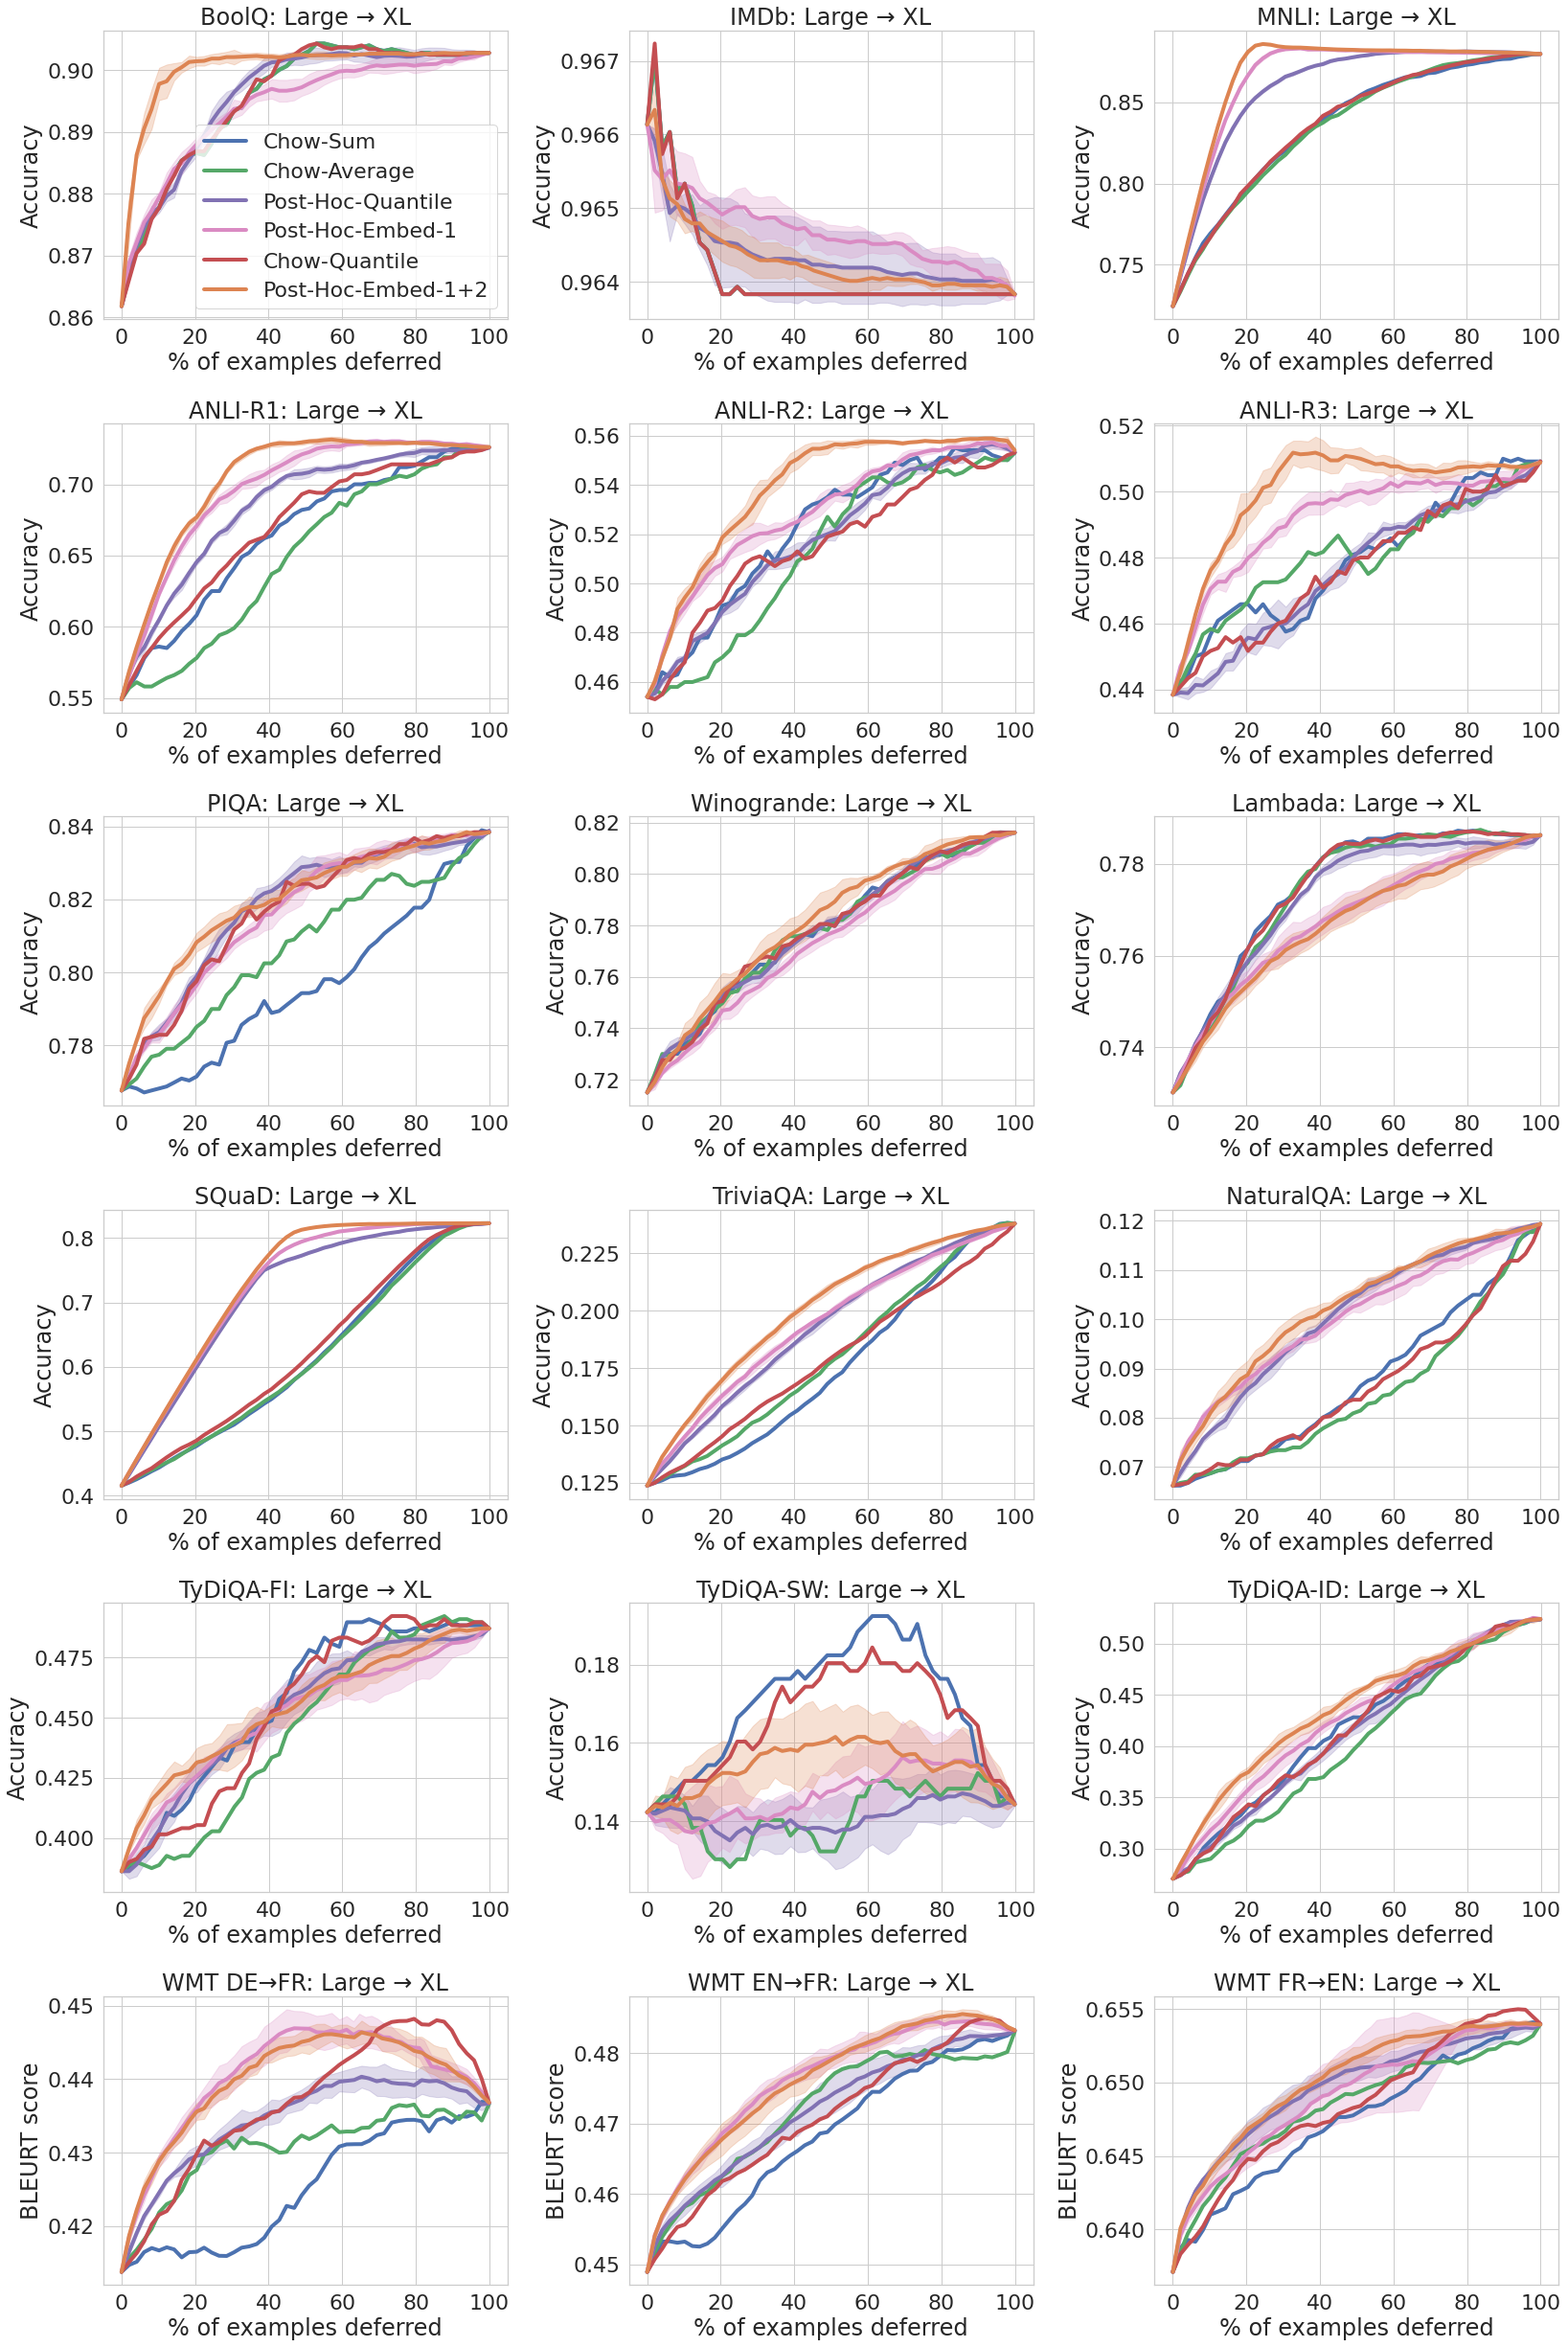 BoolQ: Large → XL
Accuracy
0.90
0.89
0.88
0.87
0.86
Chow-Sum
Chow-Average
Post-Hoc-Quantile
Post-Hoc-Embed-1
Chow-Quantile
Post-Hoc-Embed-1+2
0 20 40 60 80 100
% of examples deferred
IMDb: Large → XL
Accuracy
0.967
0.966
0.965
0.964
0 20 40 60 80 100
% of examples deferred
MNLI: Large → XL
Accuracy
0.85
0.80
0.75
0 20 40 60 80 100
% of examples deferred
ANLI-R1: Large → XL
Accuracy
0.70
0.65
0.60
0.55
0 20 40 60 80 100
% of examples deferred
ANLI-R2: Large → XL
Accuracy
0.56
0.54
0.52
0.50
0.48
0.46
0 20 40 60 80 100
% of examples deferred
ANLI-R3: Large → XL
Accuracy
0.52
0.50
0.48
0.46
0.44
0 20 40 60 80 100
% of examples deferred
PIQA: Large → XL
Accuracy
0.84
0.82
0.80
0.78
0 20 40 60 80 100
% of examples deferred
Winogrande: Large → XL
Accuracy
0.82
0.80
0.78
0.76
0.74
0.72
0 20 40 60 80 100
% of examples deferred
Lambada: Large → XL
Accuracy
0.78
0.76
0.74
0 20 40 60 80 100
% of examples deferred
SQuaD: Large → XL
Accuracy
0.8
0.7
0.6
0.5
0.4
0 20 40 60 80 100
% of examples deferred
TriviaQA: Large → XL
Accuracy
0.225
0.200
0.175
0.150
0.125
0 20 40 60 80 100
% of examples deferred
NaturalQA: Large → XL
Accuracy
0.12
0.11
0.10
0.09
0.08
0.07
0 20 40 60 80 100
% of examples deferred
TyDiQA-FI: Large → XL
Accuracy
0.475
0.450
0.425
0.400
0 20 40 60 80 100
% of examples deferred
TyDiQA-SW: Large → XL
Accuracy
0.18
0.16
0.14
0 20 40 60 80 100
% of examples deferred
TyDiQA-ID: Large → XL
Accuracy
0.50
0.45
0.40
0.35
0.30
0 20 40 60 80 100
% of examples deferred
WMT DE→FR: Large → XL
BLEURT score
0.45
0.44
0.43
0.42
0 20 40 60 80 100
% of examples deferred
WMT EN→FR: Large → XL
BLEURT score
0.48
0.47
0.46
0.45
0 20 40 60 80 100
% of examples deferred
WMT FR→EN: Large → XL
BLEURT score
0.655
0.650
0.645
0.640
0 20 40 60 80 100
% of examples deferred